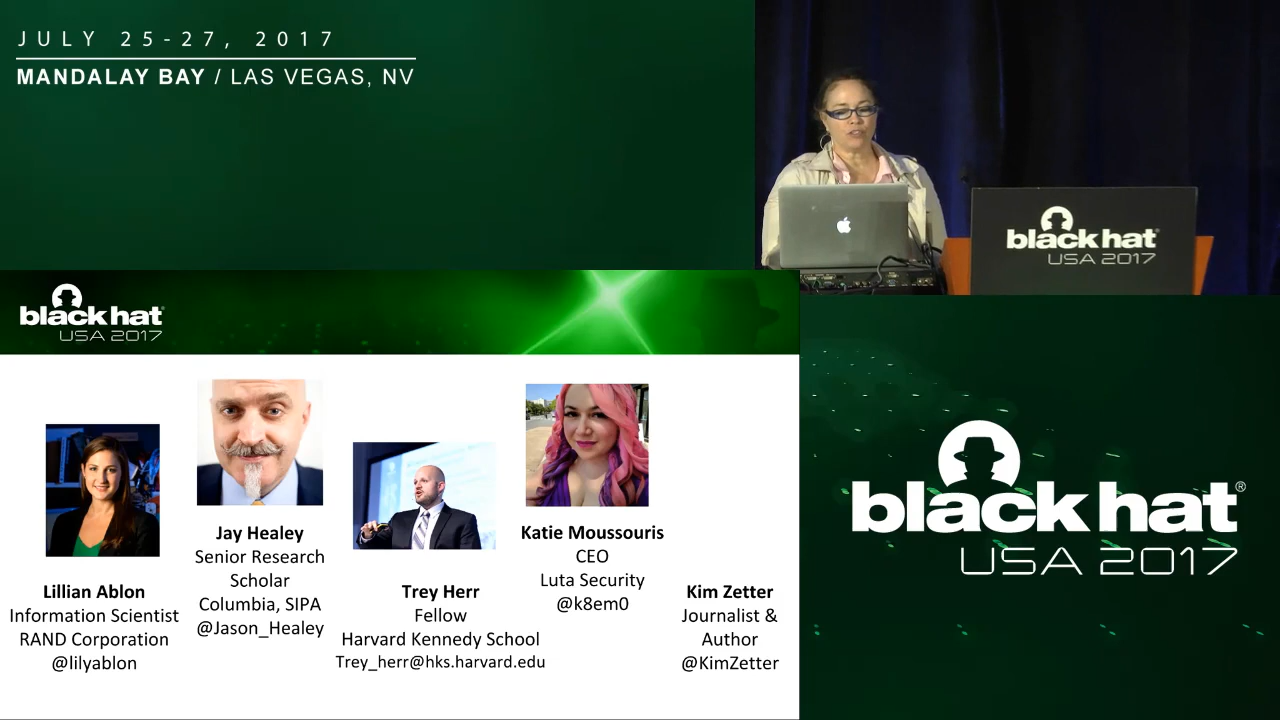 JULY 25-27, 2017
MANDALAY BAY / LAS VEGAS, NV
black hat®
USA 2017
black hat
USA 2017
Lillian Ablon
Information Scientist
RAND Corporation
@lilyablon
Jay Healey
Senior Research
Scholar
Columbia, SIPA
@Jason_Healey
Trey Herr
Fellow
Harvard Kennedy School
Trey_herr@hks.harvard.edu
Katie Moussouris
CEO
Luta Security
@k8em0
Kim Zetter
Journalist &
Author
@KimZetter
black hat®
USA 2017